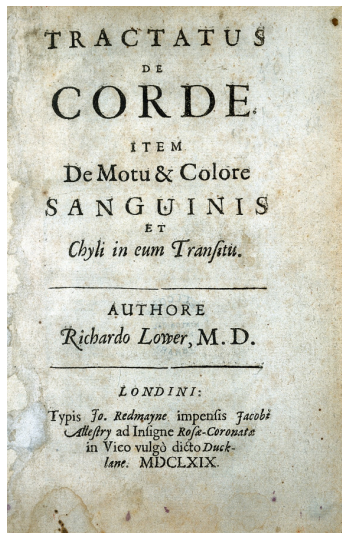 TRACTATUS
DE
CORDE.
ITEM
De Motu & Colore
SANGUINIS
ET
Chyli in eum Tranſitu.
AUTHORE
Richardo Lower, M. D.
LONDINI:
Typis Jo. Redmayne impenſis Jacobi
Alleſtry ad Inſigne Roſæ-Coronatæ
in Vico vulgò dicto Duck-
lane. MDCLXIX.